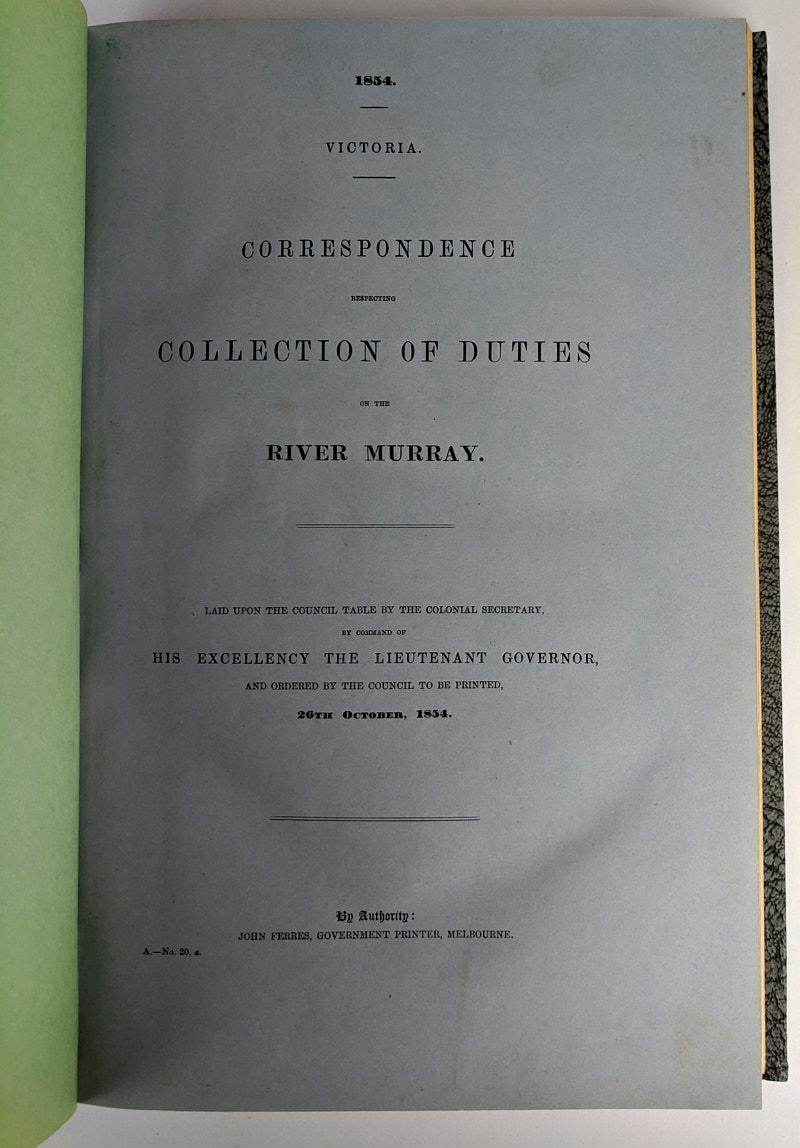 1854.
VICTORIA.
CORRESPONDENCE
RESPECTING
COLLECTION OF DUTIES
ON THE
RIVER MURRAY.
LAID UPON THE COUNCIL TABLE BY THE COLONIAL SECRETARY,
BY COMMAND OF
HIS EXCELLENCY THE LIEUTENANT GOVERNOR,
AND ORDERED BY THE COUNCIL TO BE PRINTED,
26TH OCTOBER, 1854.
By Authority:
JOHN FERRES, GOVERNMENT PRINTER, MELBOURNE.
A.—No. 20, a.